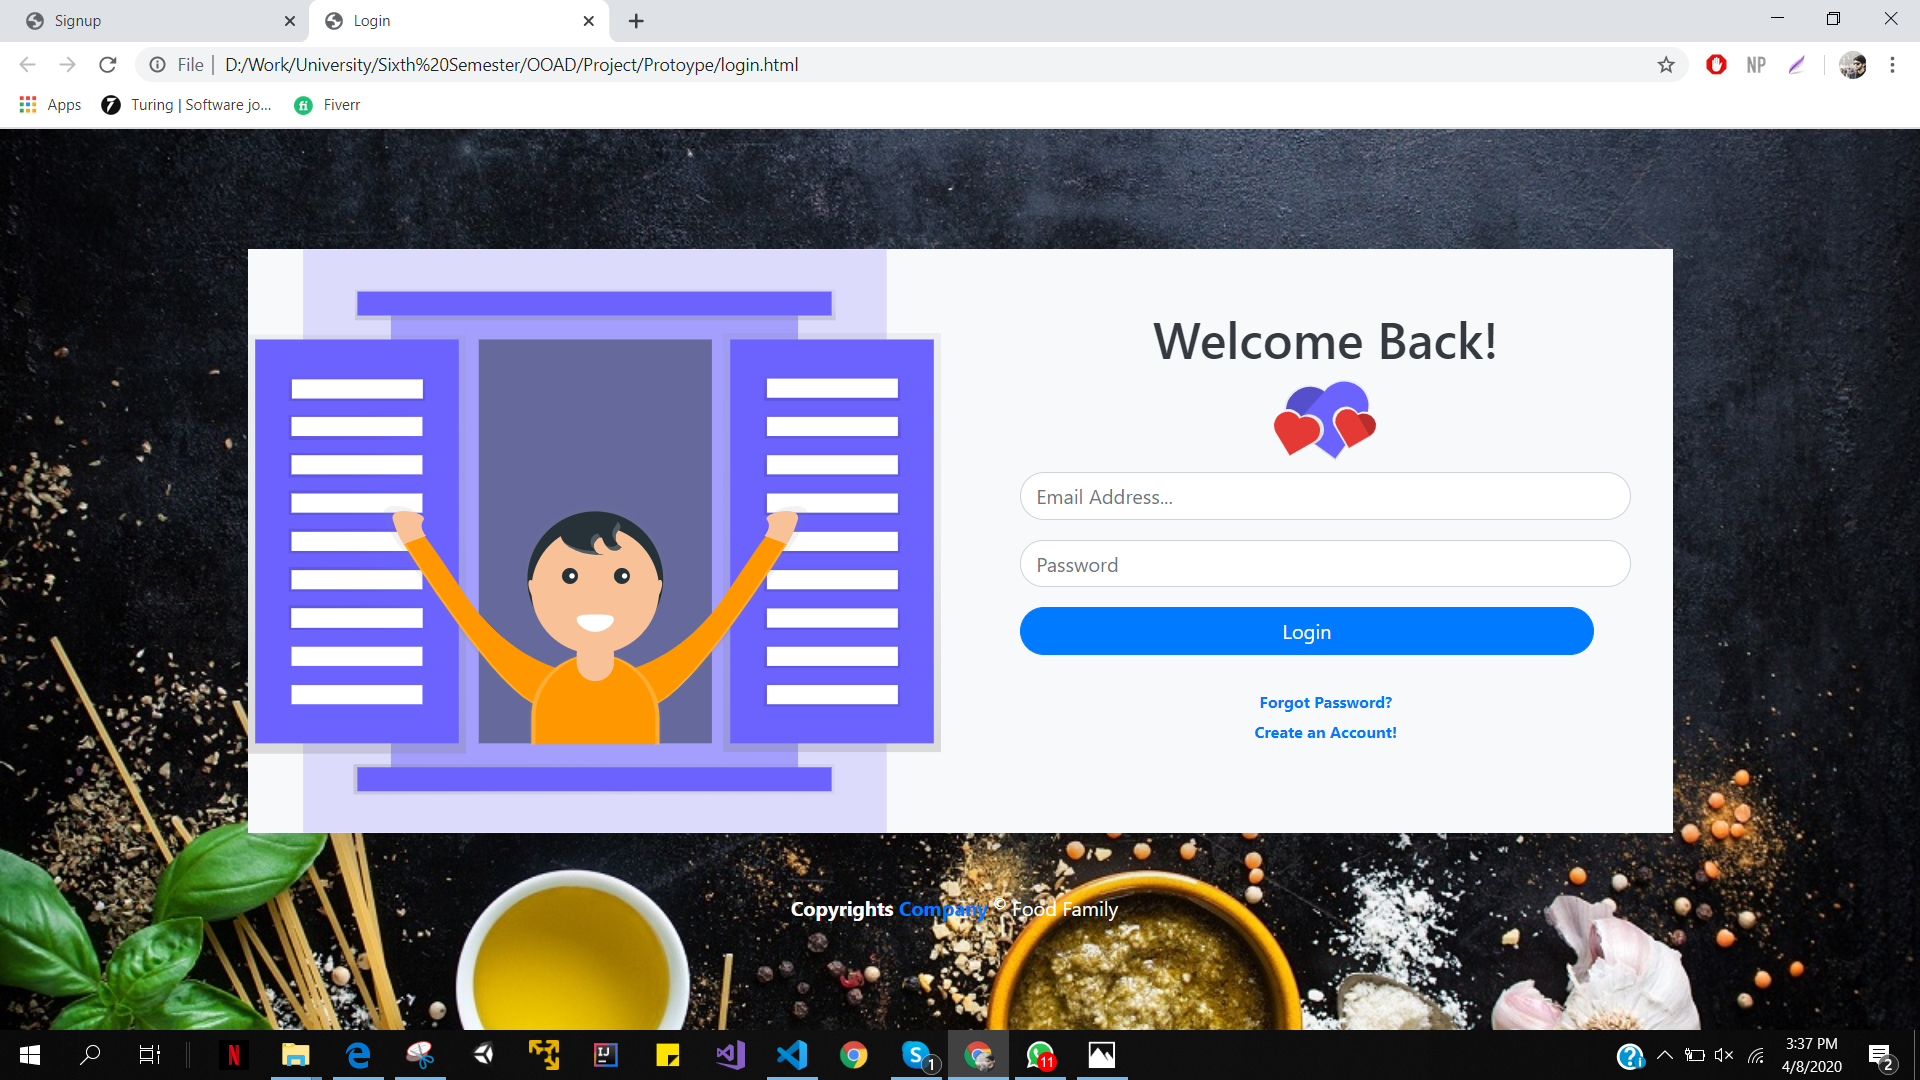 Signup
Login
File | D:/Work/University/Sixth%20Semester/OOAD/Project/Protoype/login.html
NP
Apps
Turing | Software jo...
Fiverr
Welcome Back!
Email Address...
Password
Login
Forgot Password?
Create an Account!
Copyrights Company © Food Family
N
IJ
S
1
11
3:37 PM
4/8/2020
2